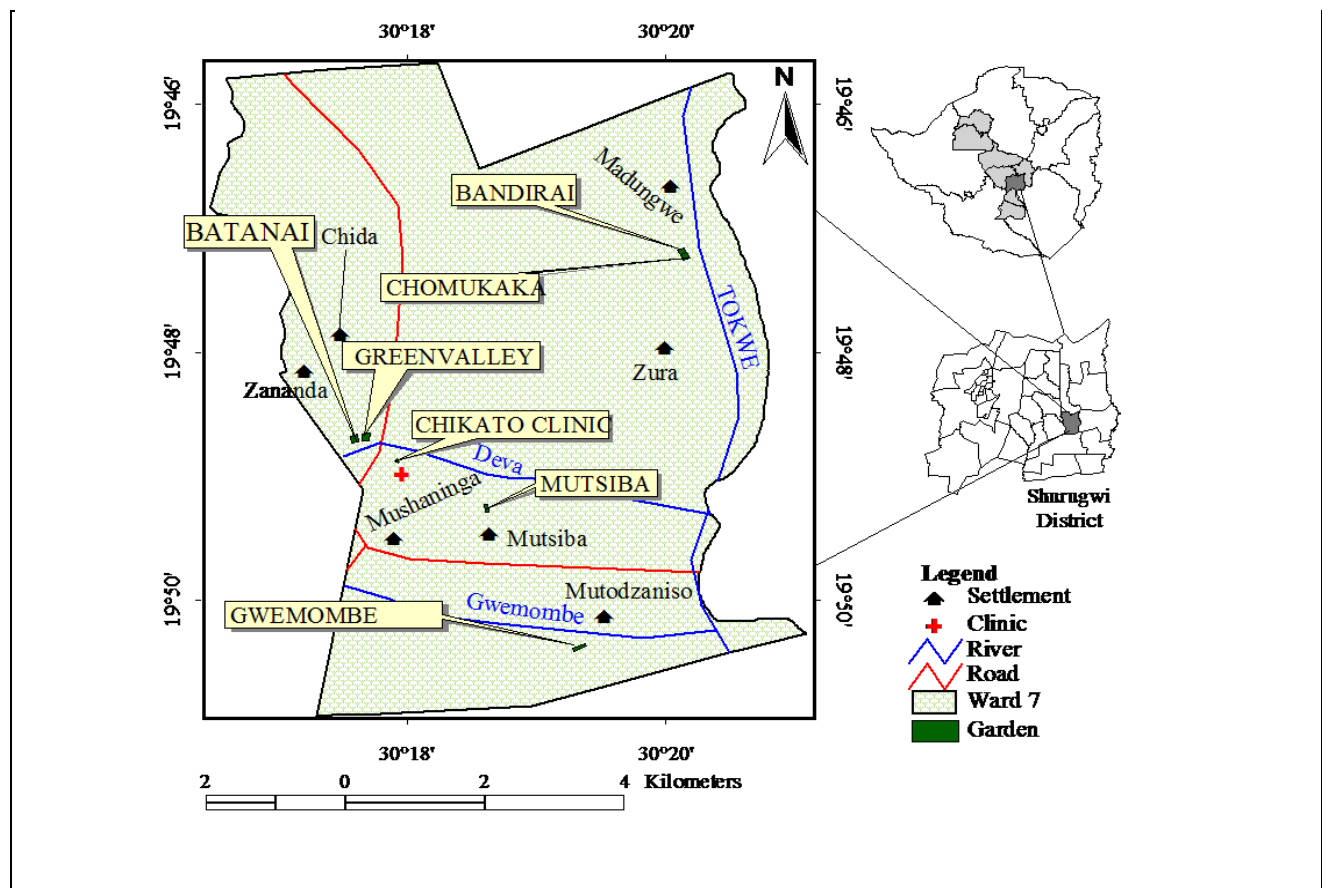 30°18' 30°20'
N
19°46' 19°46'
Madungwe
BANDIRAI
BATANAI
Chida
CHOMUKAKA
TOKWE
19°48' 19°48'
GREENVALLEY
Zura
Zananda
CHIKATO CLINIC
Deva
MUTSIBA
Mushaninga
Mutsiba
Shurugwi
District
19°50' 19°50'
Mutodzaniso
Gwemombe
GWEMOMBE
Legend
Settlement
Clinic
River
Road
Ward 7
Garden
30°18' 30°20'
2 0 2 4 Kilometers